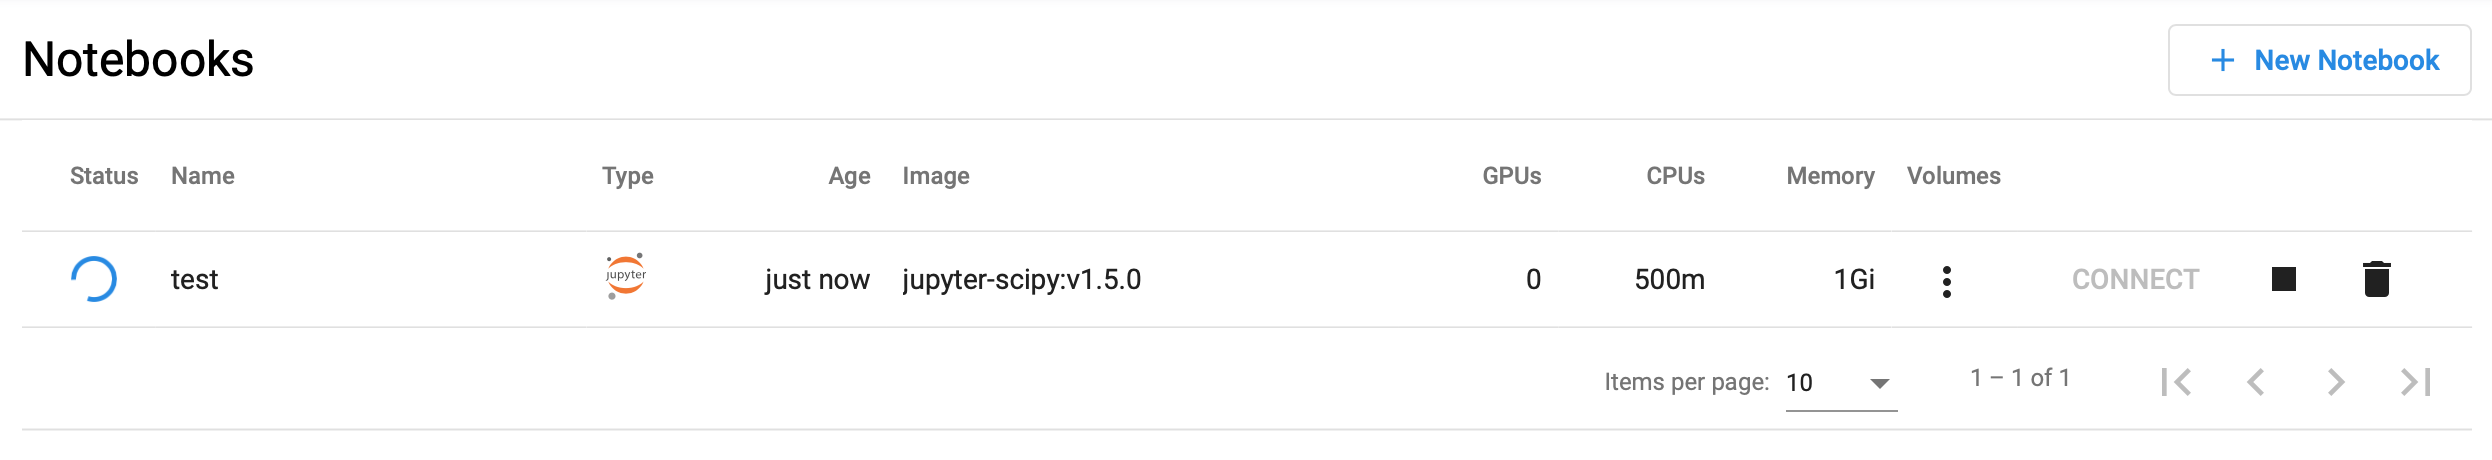 Notebooks
+ New Notebook
Status Name Type Age Image GPUs CPUs Memory Volumes
test jupyter just now jupyter-scipy:v1.5.0 0 500m 1Gi CONNECT
Items per page: 10 1 – 1 of 1